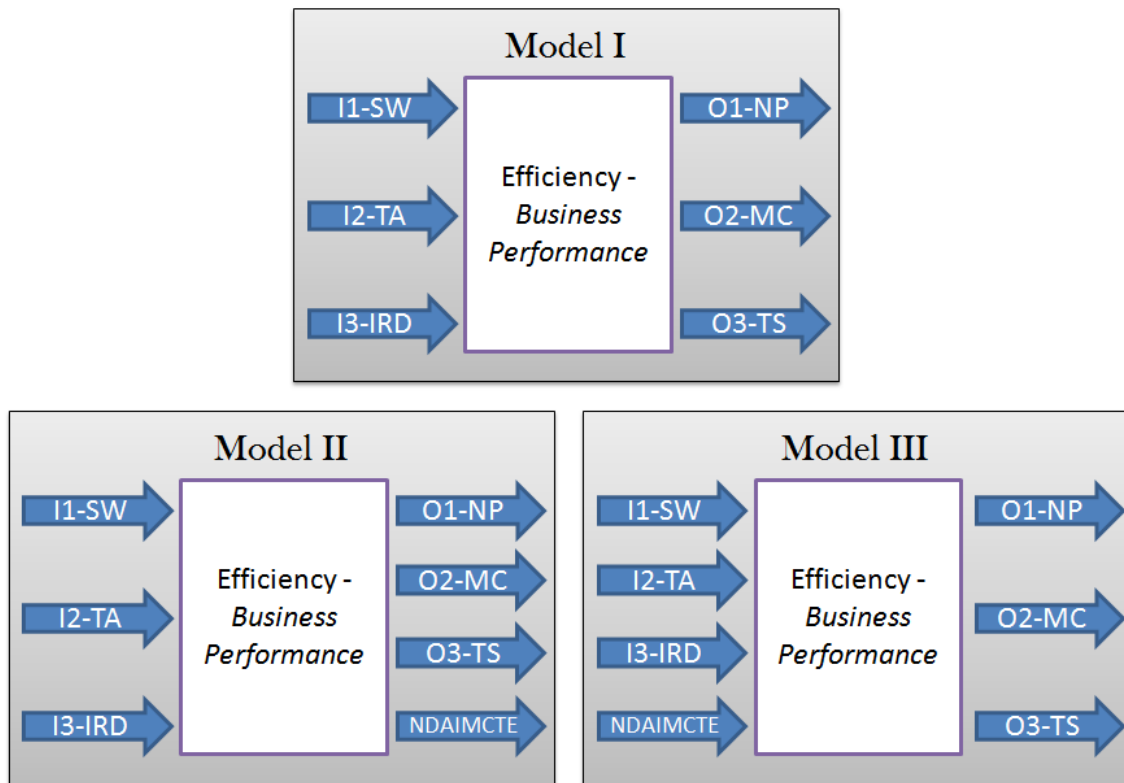 Model I
I1-SW
I2-TA
I3-IRD
Efficiency -
Business
Performance
O1-NP
O2-MC
O3-TS
Model II
I1-SW
I2-TA
I3-IRD
Efficiency -
Business
Performance
O1-NP
O2-MC
O3-TS
NDAIMCTE
Model III
I1-SW
I2-TA
I3-IRD
NDAIMCTE
Efficiency -
Business
Performance
O1-NP
O2-MC
O3-TS